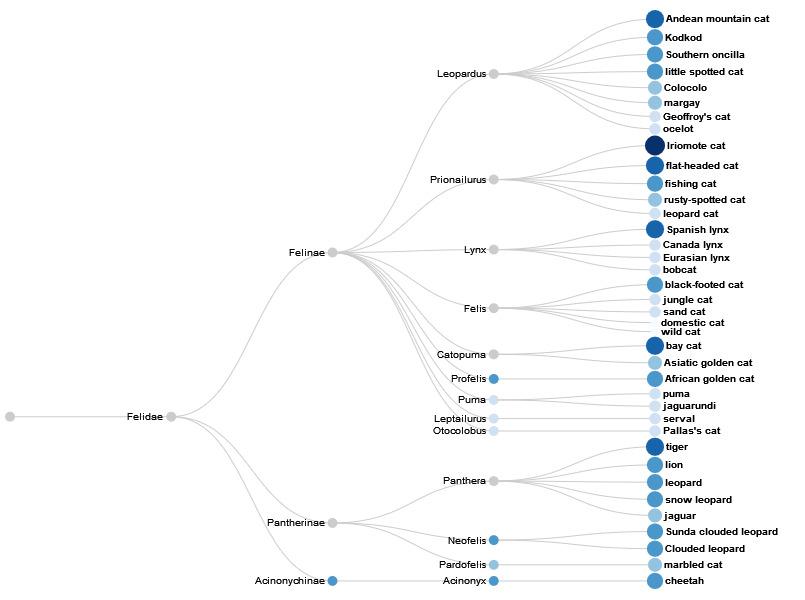 Andean mountain cat
Kodkod
Southern oncilla
Leopardus
little spotted cat
Colocolo
margay
Geoffroy's cat
ocelot
Iriomote cat
flat-headed cat
Prionailurus
fishing cat
rusty-spotted cat
leopard cat
Spanish lynx
Canada lynx
Felinae
Lynx
Eurasian lynx
bobcat
black-footed cat
jungle cat
Felis
sand cat
domestic cat
wild cat
bay cat
Catopuma
Asiatic golden cat
Profelis
African golden cat
puma
Puma
jaguarundi
Felidae
Leptailurus
serval
Otocolobus
Pallas's cat
tiger
lion
Panthera
leopard
snow leopard
jaguar
Pantherinae
Sunda clouded leopard
Neofelis
Clouded leopard
Pardofelis
marbled cat
Acinonychinae
Acinonyx
cheetah